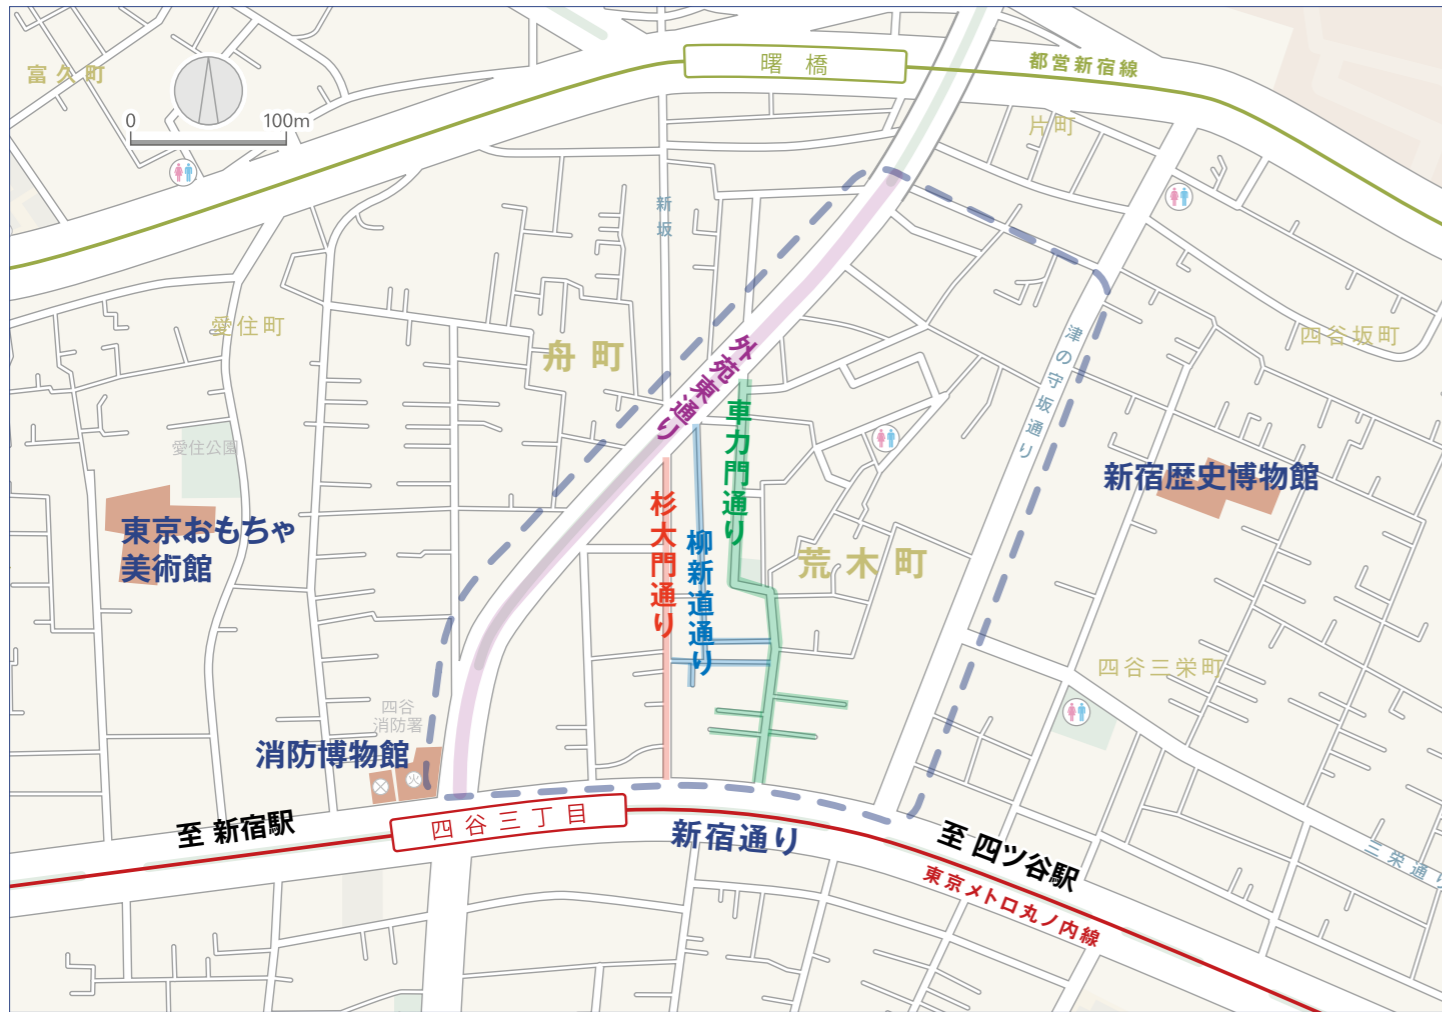 富久町
0 100m
曙橋
都営新宿線
片町
新坂
愛住町
舟町
四谷坂町
津の守坂通り
外苑東通り
車力門通り
愛住公園
新宿歴史博物館
杉大門通り
柳新道通り
東京おもちゃ
美術館
荒木町
四谷三栄町
四谷
消防署
消防博物館
火
至 新宿駅
四谷三丁目
新宿通り
至 四ツ谷駅
東京メトロ丸ノ内線
三栄通り